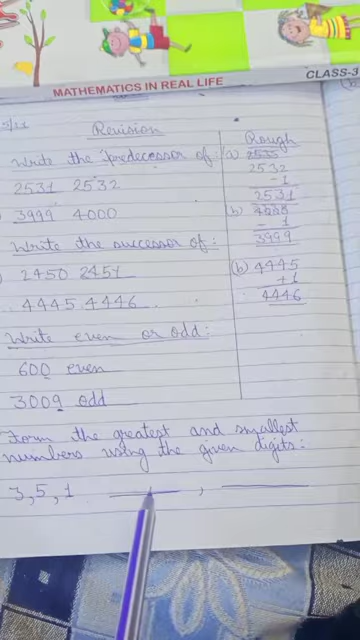 MATHEMATICS IN REAL LIFE
CLASS-3
Revision
Write the predecessor of:
2531 2532
3999 4000
Write the successor of:
2450 2451
4445 4446
Write even or odd:
600 even
3009 odd
Form the greatest and smallest
numbers using the given digits:
3, 5, 1 ______ , ______
Rough
(a)
2532
-1
2531
(b)
- 1
3999
(b) 4445
+1
4446